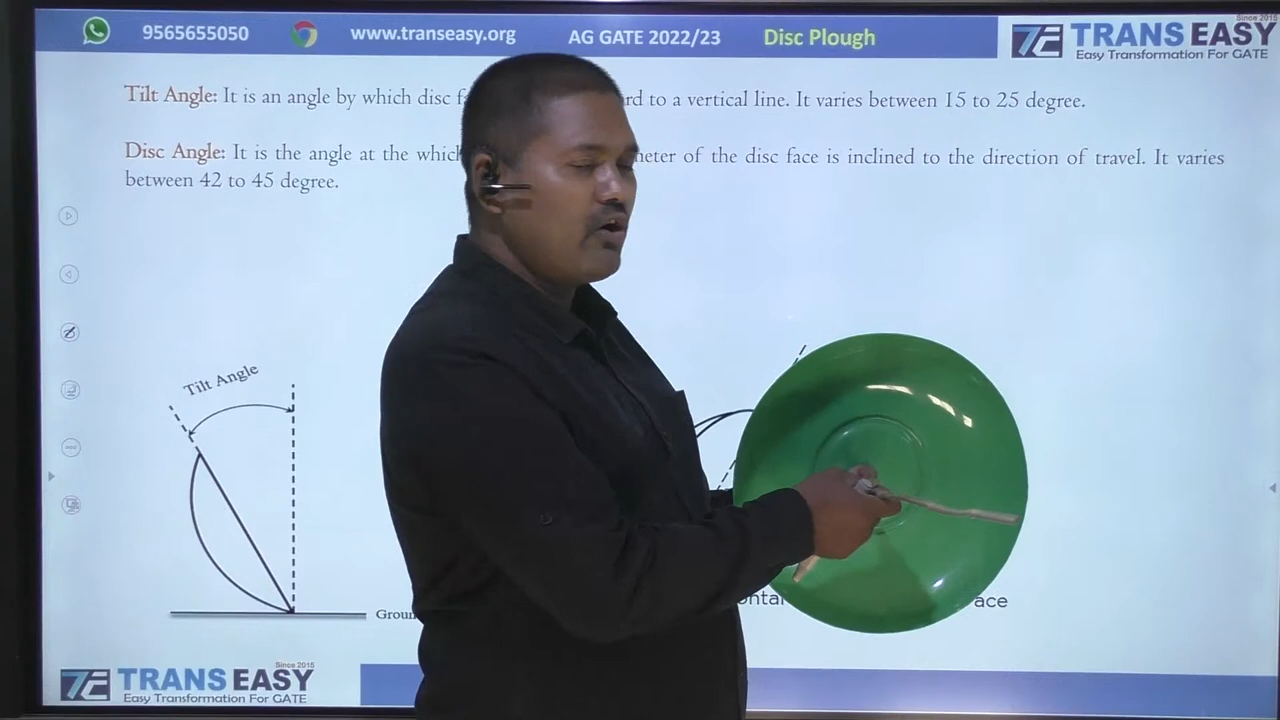 9565655050 www.transeasy.org AG GATE 2022/23 Disc Plough
Since 2015
TRANS EASY
Easy Transformation For GATE
Tilt Angle: It is an angle by which disc rd to a vertical line. It varies between 15 to 25 degree.
Disc Angle: It is the angle at the which meter of the disc face is inclined to the direction of travel. It varies
between 42 to 45 degree.
Tilt Angle
Groun
ontal ace
Since 2015
TRANS EASY
Easy Transformation For GATE